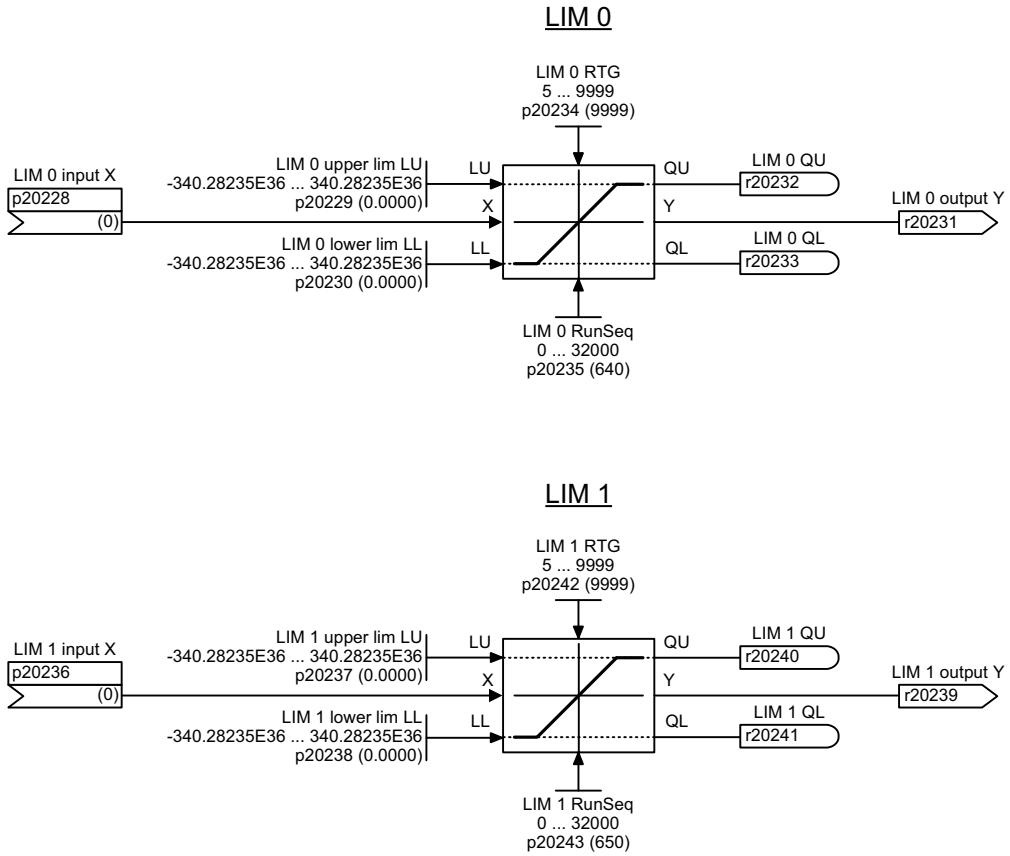 LIM 0
LIM 0 RTG
5 ... 9999
p20234 (9999)
LIM 0 input X
p20228
(0)
LIM 0 upper lim LU
-340.28235E36 ... 340.28235E36
p20229 (0.0000)
LIM 0 lower lim LL
-340.28235E36 ... 340.28235E36
p20230 (0.0000)
LU
X
LL
QU
Y
QL
LIM 0 QU
r20232
LIM 0 QL
r20233
LIM 0 output Y
r20231
LIM 0 RunSeq
0 ... 32000
p20235 (640)
LIM 1
LIM 1 RTG
5 ... 9999
p20242 (9999)
LIM 1 input X
p20236
(0)
LIM 1 upper lim LU
-340.28235E36 ... 340.28235E36
p20237 (0.0000)
LIM 1 lower lim LL
-340.28235E36 ... 340.28235E36
p20238 (0.0000)
LU
X
LL
QU
Y
QL
LIM 1 QU
r20240
LIM 1 QL
r20241
LIM 1 output Y
r20239
LIM 1 RunSeq
0 ... 32000
p20243 (650)